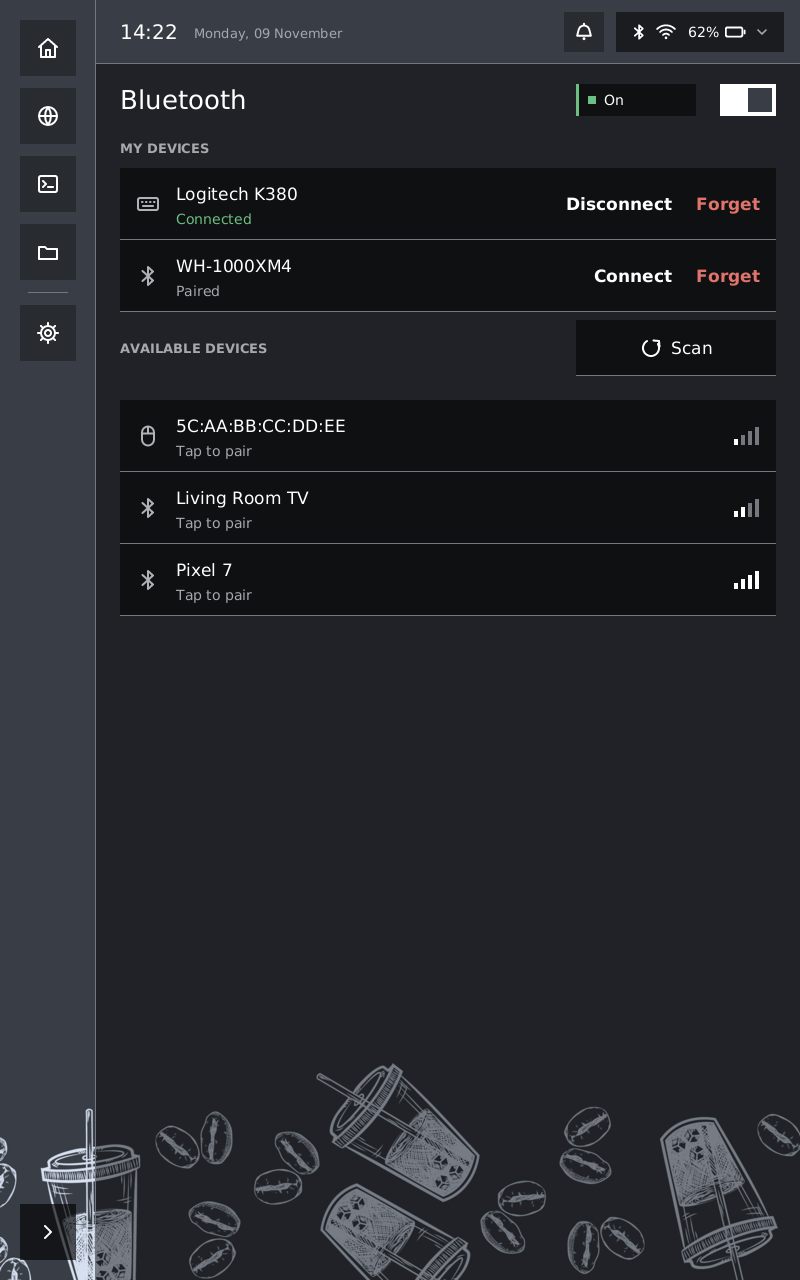 14:22 Monday, 09 November 62%
Bluetooth On
MY DEVICES
Logitech K380
Connected
Disconnect Forget
WH-1000XM4
Paired
Connect Forget
AVAILABLE DEVICES Scan
5C:AA:BB:CC:DD:EE
Tap to pair
Living Room TV
Tap to pair
Pixel 7
Tap to pair